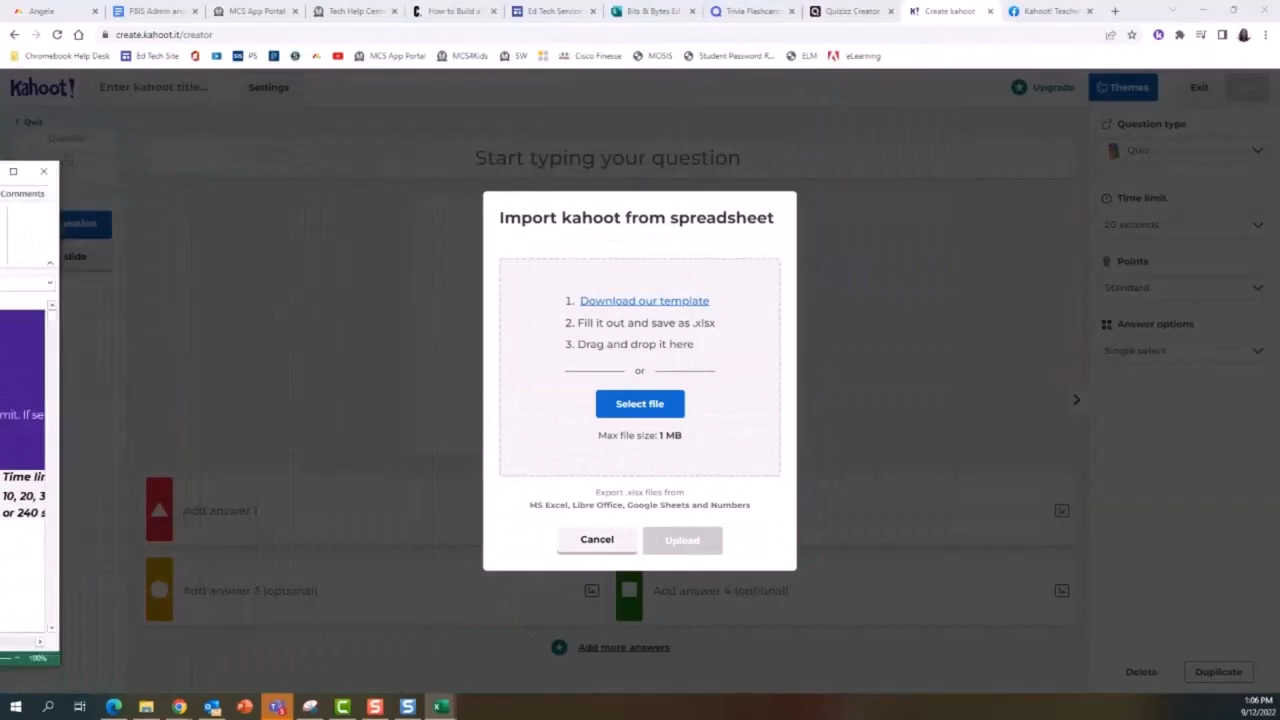 Angela
PBIS Admin an
MCS App Portal
Tech Help Cente
How to Build a
Ed Tech Service
Bits & Bytes Ed
Trivia Flashcard
Quizizz Creator
Create kahoot
Kahoot! Teache
create.kahoot.it/creator
Chromebook Help Desk
Ed Tech Site
PS
MCS App Portal
MCS4Kids
SW
Cisco Finesse
MOSIS
Student Password R...
ELM
eLearning
Kahoot!
Enter kahoot title...
Settings
Upgrade
Themes
Exit
1 Quiz
Question
Start typing your question
Question type
Quiz
Time limit
20 seconds
Points
Standard
Answer options
Single select
Comments
slide
mit. If se
Time lir
10, 20, 3
or 240 s
100%
Import kahoot from spreadsheet
1. Download our template
2. Fill it out and save as .xlsx
3. Drag and drop it here
or
Select file
Max file size: 1 MB
Export .xlsx files from
MS Excel, Libre Office, Google Sheets and Numbers
Cancel
Upload
Add answer 1
Add answer 3 (optional)
Add answer 4 (optional)
Add more answers
Delete
Duplicate
1:06 PM
9/12/2022